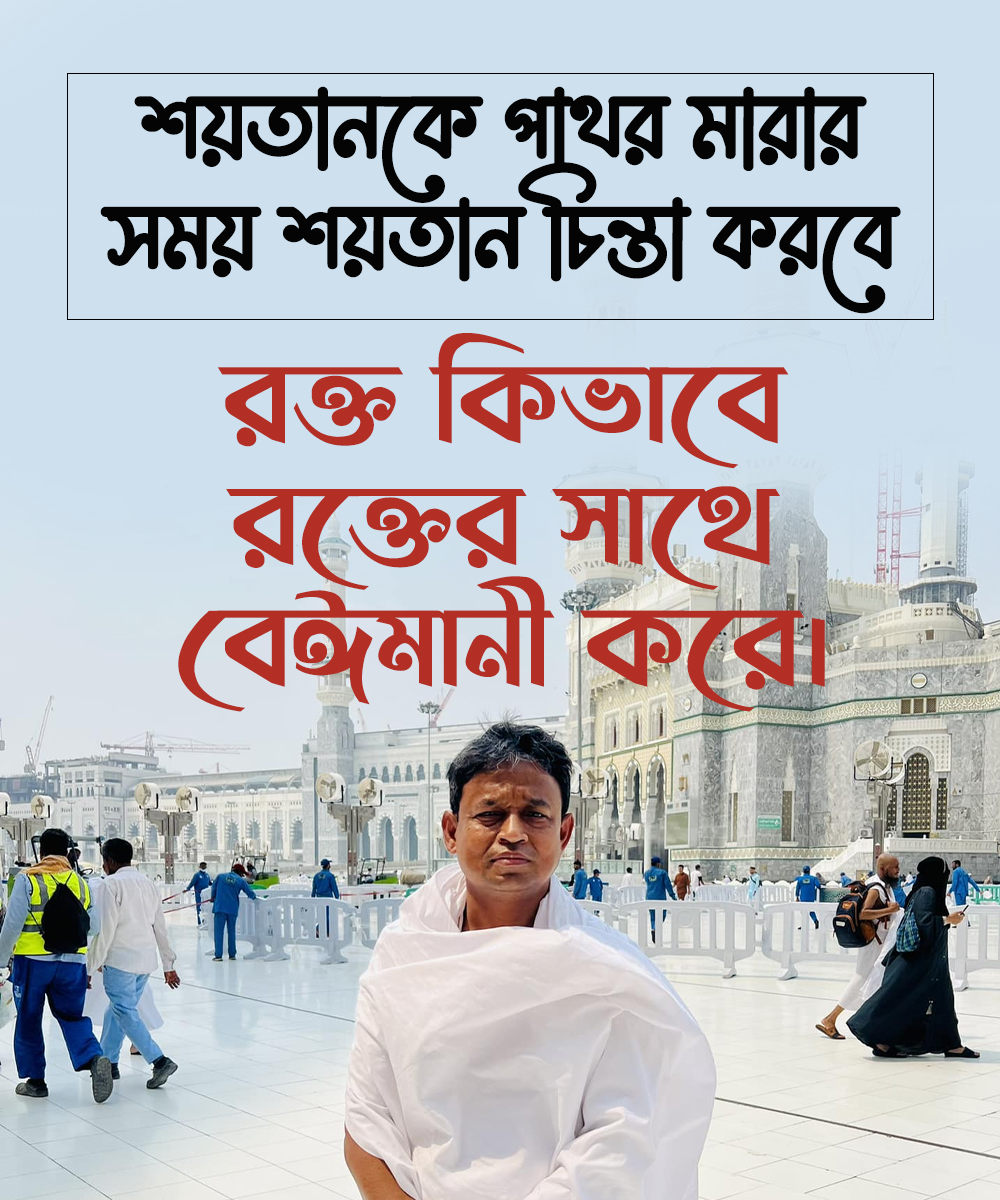 শয়তানকে পাথর মারার
সময় শয়তান চিন্তা করবে
রক্ত কিভাবে
রক্তের সাথে
বেঈমানী করে।